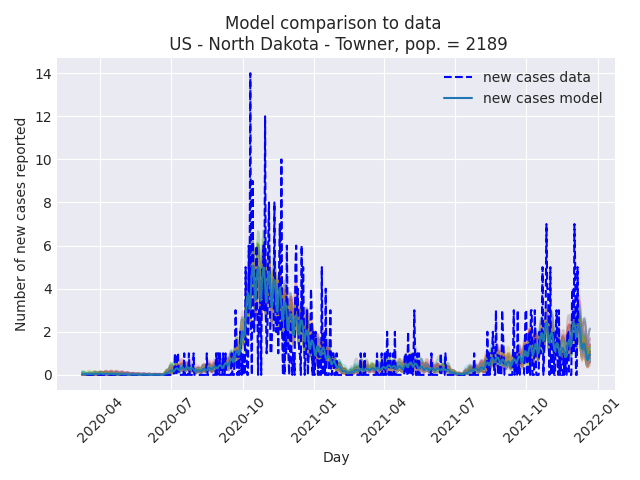 Model comparison to data
US - North Dakota - Towner, pop. = 2189
new cases data
new cases model
Number of new cases reported
14
12
10
8
6
4
2
0
2020-04
2020-07
2020-10
2021-01
2021-04
2021-07
2021-10
2022-01
Day